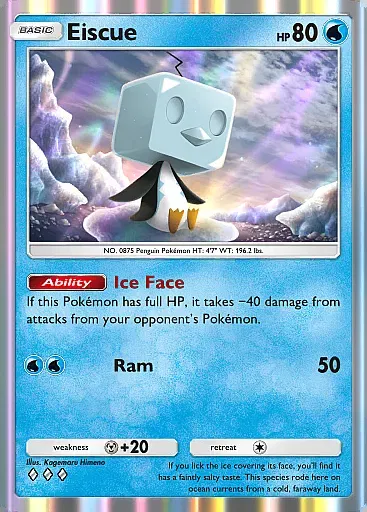 BASIC Eiscue HP 80
NO. 0875 Penguin Pokémon HT: 4'7" WT: 196.2 lbs.
Ability Ice Face
If this Pokémon has full HP, it takes −40 damage from
attacks from your opponent's Pokémon.
Ram 50
weakness +20 retreat
Illus. Kagemaru Himeno
If you lick the ice covering its face, you'll find it
has a faintly salty taste. This species rode here on
ocean currents from a cold, faraway land.